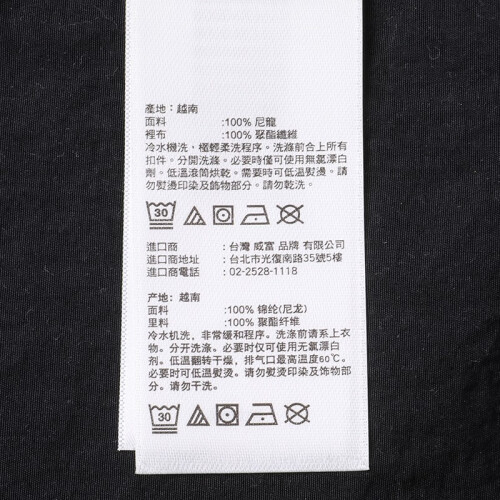 產地: 越南
面料 :100% 尼龍
裡布 :100% 聚酯纖維
冷水機洗，極輕柔洗程序。洗滌前合上所有
扣件。分開洗滌。必要時僅可使用無氯漂白
劑。低溫滾筒烘乾。需要時可低溫熨燙。請
勿熨燙印染及飾物部分。請勿乾洗。
30
進口商 : 台灣 威富 品牌 有限公司
進口商地址 : 台北市光復南路35號5樓
進口商電話 : 02-2528-1118
产地: 越南
面料 :100% 锦纶(尼龙)
里料 :100% 聚酯纤维
冷水机洗，非常缓和程序。洗涤前请系上衣
物。分开洗涤。必要时仅可使用无氯漂白
剂。低温翻转干燥，排气口最高温度60℃。
必要时可低温熨烫。请勿熨烫印染及饰物部
分。请勿干洗。
30